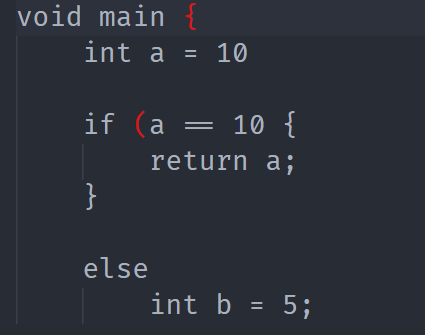 void main {
int a = 10
if (a == 10 {
return a;
}
else
int b = 5;